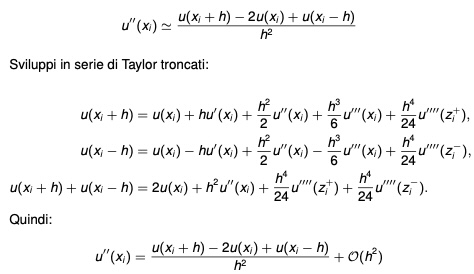 u''(xᵢ) ≃ (u(xᵢ + h) − 2u(xᵢ) + u(xᵢ − h)) / h²
Sviluppi in serie di Taylor troncati:
u(xᵢ + h) = u(xᵢ) + hu'(xᵢ) + h²/2 u''(xᵢ) + h³/6 u'''(xᵢ) + h⁴/24 u''''(zᵢ⁺),
u(xᵢ − h) = u(xᵢ) − hu'(xᵢ) + h²/2 u''(xᵢ) − h³/6 u'''(xᵢ) + h⁴/24 u''''(zᵢ⁻),
u(xᵢ + h) + u(xᵢ − h) = 2u(xᵢ) + h²u''(xᵢ) + h⁴/24 u''''(zᵢ⁺) + h⁴/24 u''''(zᵢ⁻).
Quindi:
u''(xᵢ) = (u(xᵢ + h) − 2u(xᵢ) + u(xᵢ − h)) / h² + 𝒪(h²)